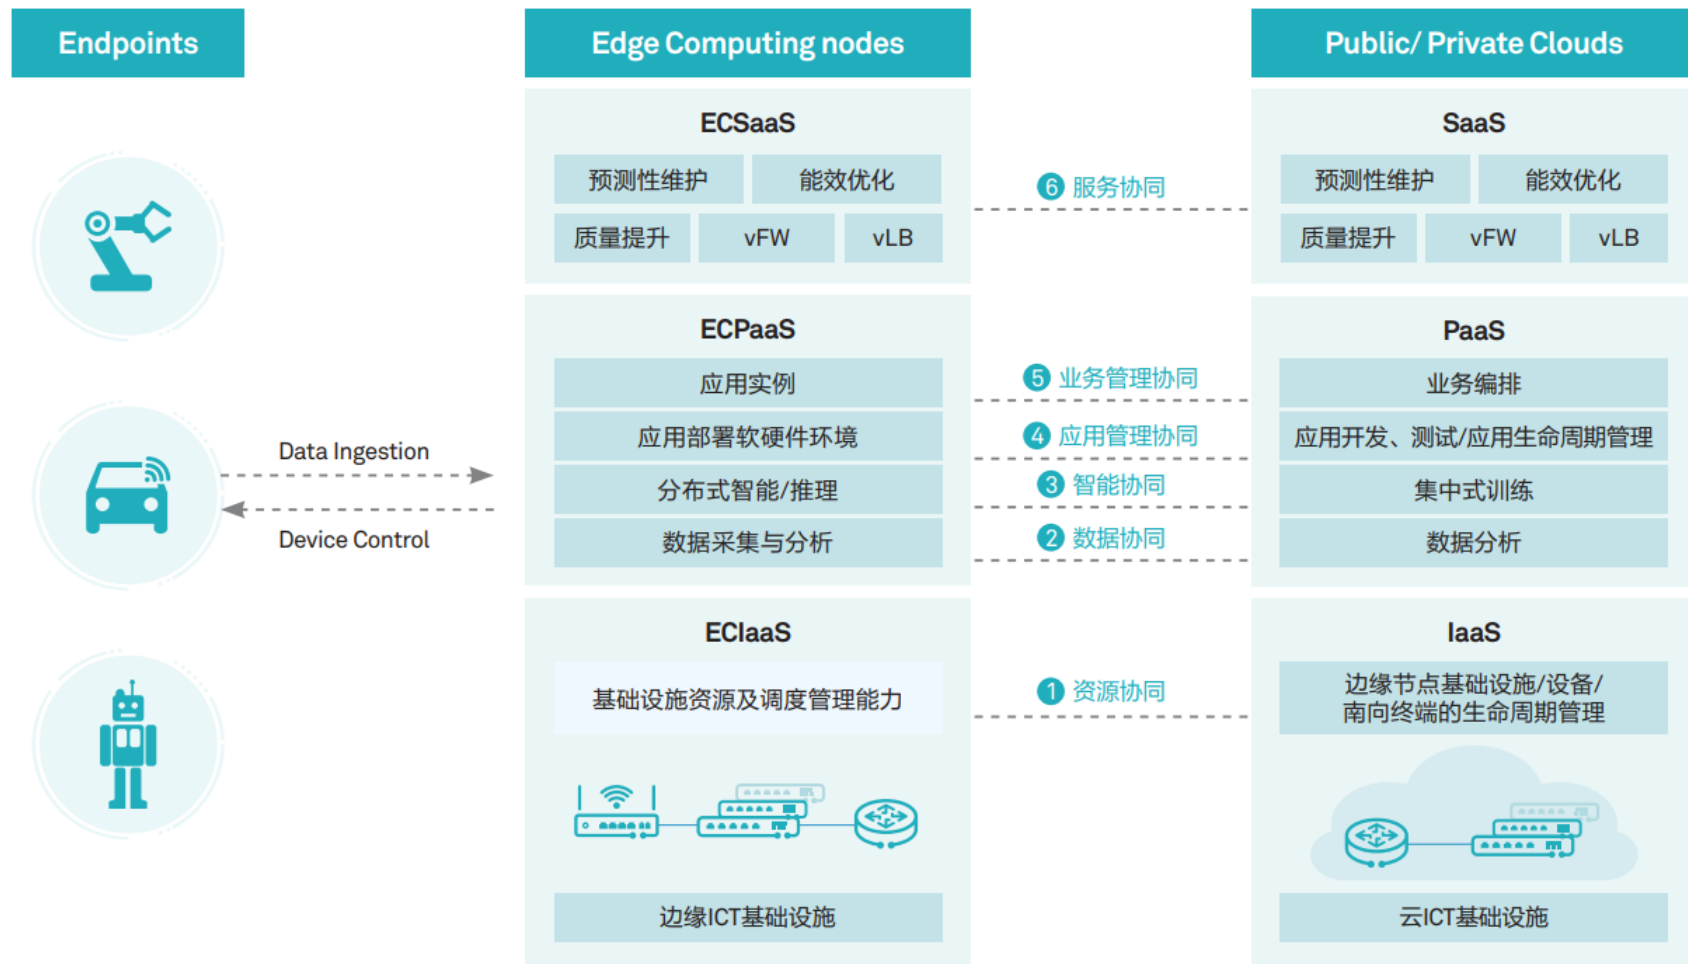 Endpoints
Edge Computing nodes
Public/ Private Clouds
Data Ingestion
Device Control
ECSaaS
预测性维护
能效优化
质量提升
vFW
vLB
ECPaaS
应用实例
应用部署软硬件环境
分布式智能/推理
数据采集与分析
ECIaaS
基础设施资源及调度管理能力
边缘ICT基础设施
6 服务协同
5 业务管理协同
4 应用管理协同
3 智能协同
2 数据协同
1 资源协同
SaaS
预测性维护
能效优化
质量提升
vFW
vLB
PaaS
业务编排
应用开发、测试/应用生命周期管理
集中式训练
数据分析
IaaS
边缘节点基础设施/设备/
南向终端的生命周期管理
云ICT基础设施